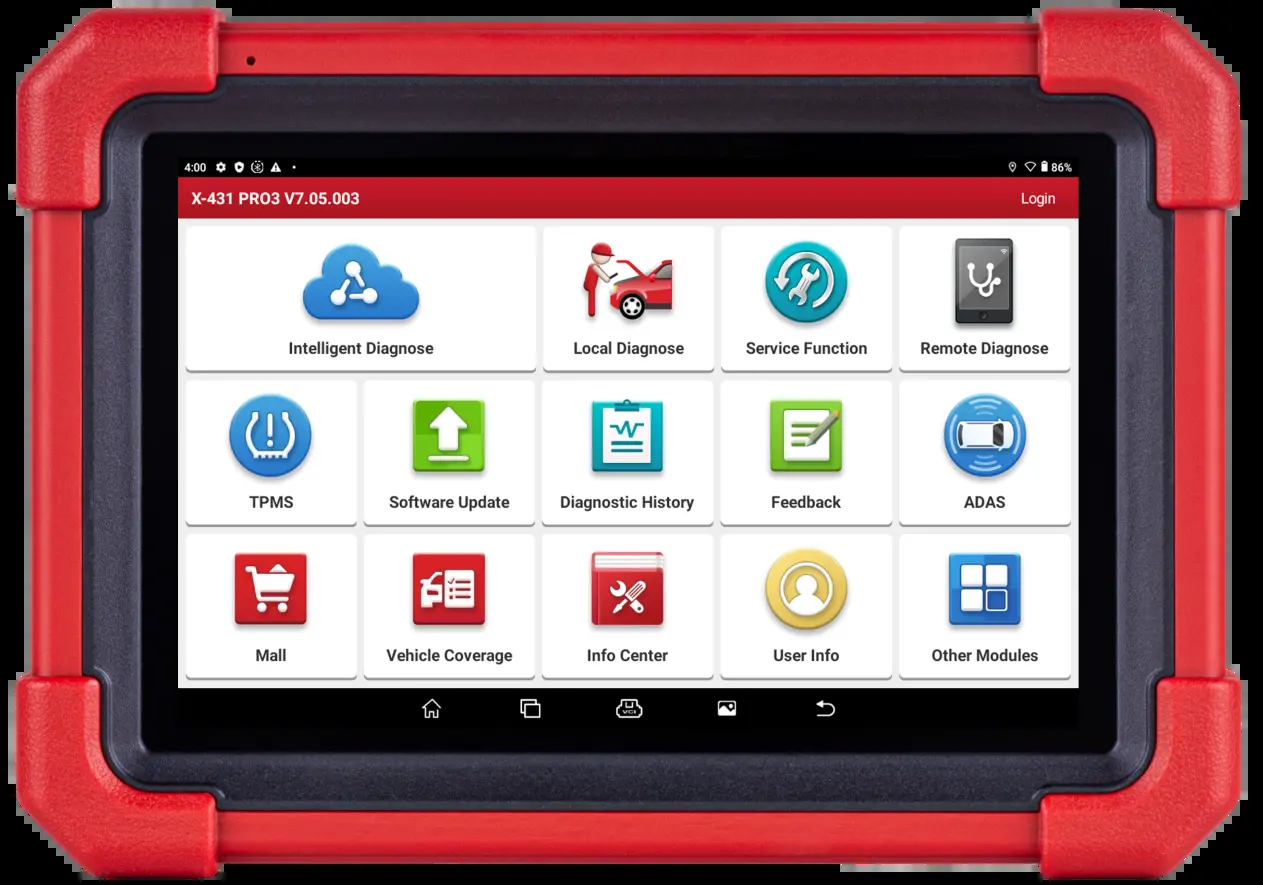 4:00
86%
X-431 PRO3 V7.05.003
Login
Intelligent Diagnose
Local Diagnose
Service Function
Remote Diagnose
TPMS
Software Update
Diagnostic History
Feedback
ADAS
Mall
Vehicle Coverage
Info Center
User Info
Other Modules
VCI